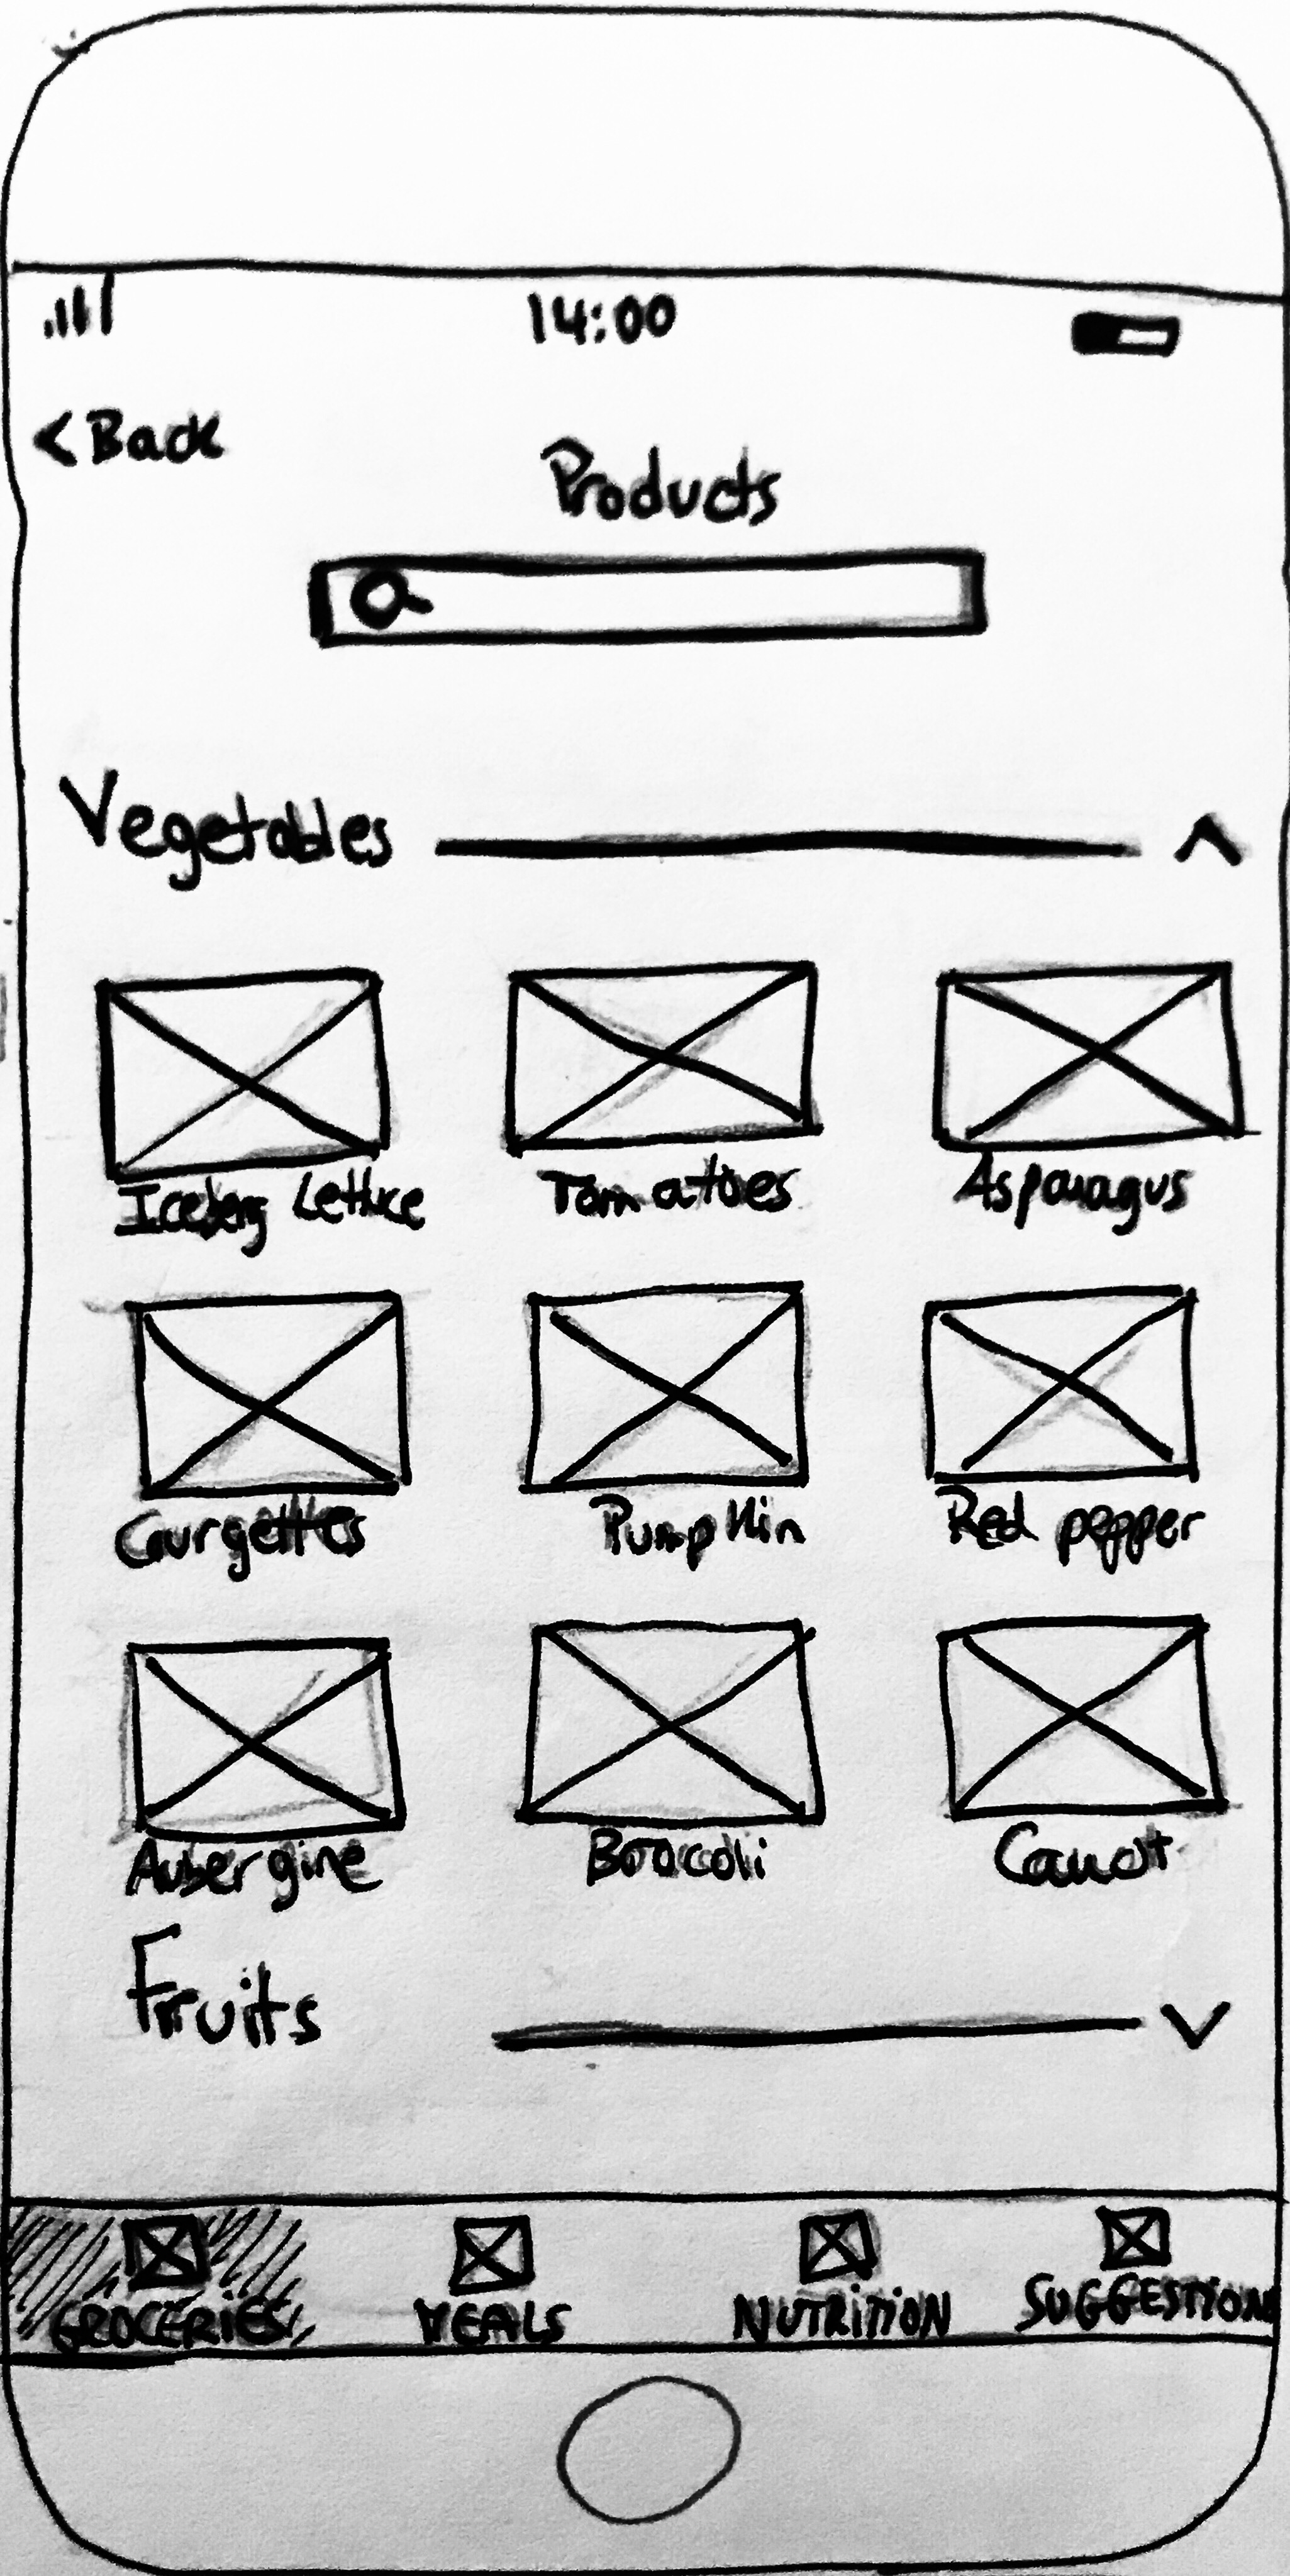 14:00
< Back
Products
Vegetables
Iceberg Lettuce Tomatoes Asparagus
Courgettes Pumpkin Red pepper
Aubergine Broccoli Carrot
Fruits
GROCERIES MEALS NUTRITION SUGGESTION